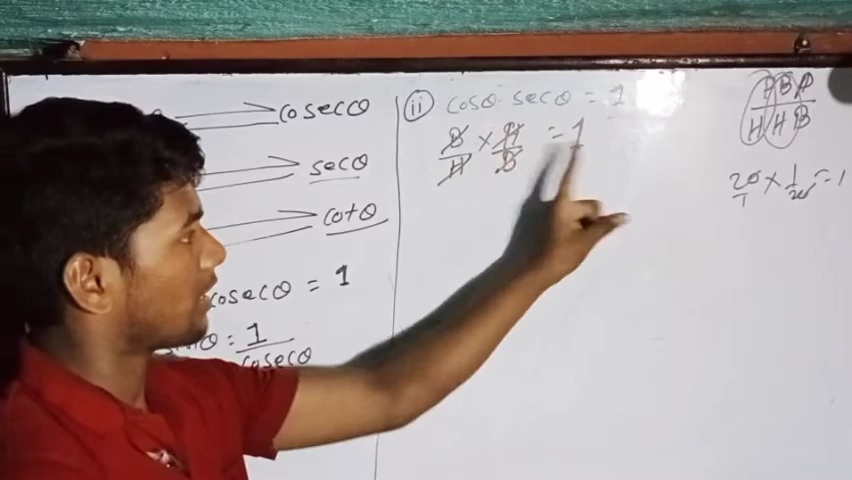 cosecθ
secθ
cotθ
cosecθ = 1
θ = 1/cosecθ
ii cosθ · secθ = 1
B/H × H/B = 1
P B P
H H B
20/1 × 1/20 = 1